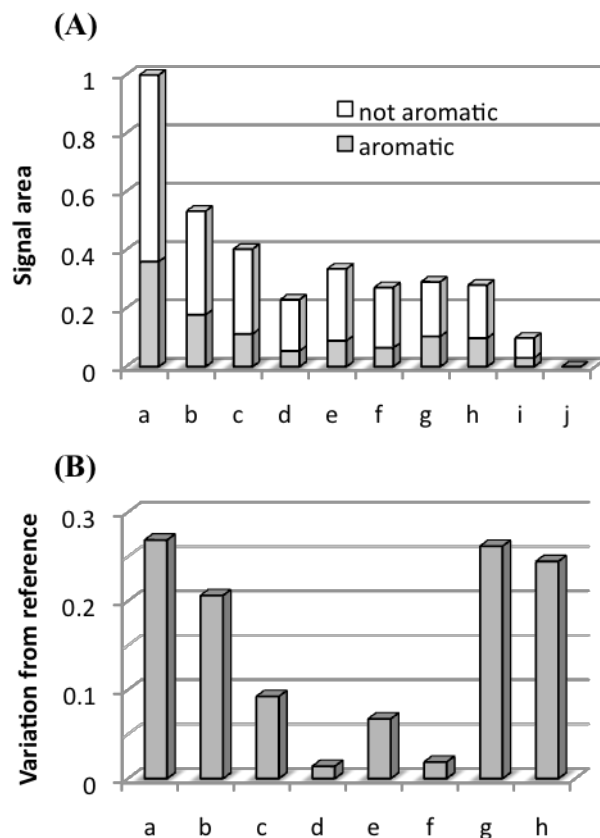 (A)
Signal area
1
0.8
0.6
0.4
0.2
0
not aromatic
aromatic
a b c d e f g h i j
(B)
Variation from reference
0.3
0.2
0.1
0
a b c d e f g h